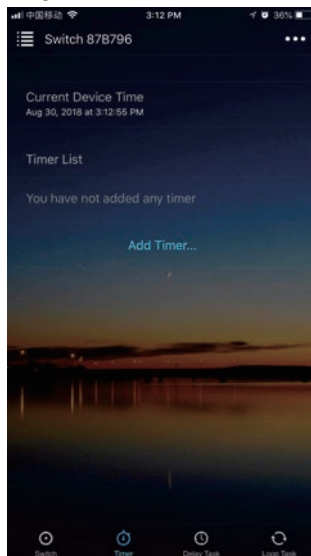 中国移动 3:12 PM 36%
Switch 87B796
Current Device Time
Aug 30, 2018 at 3:12:55 PM
Timer List
You have not added any timer
Add Timer...
Switch Timer Delay Task Loop Task